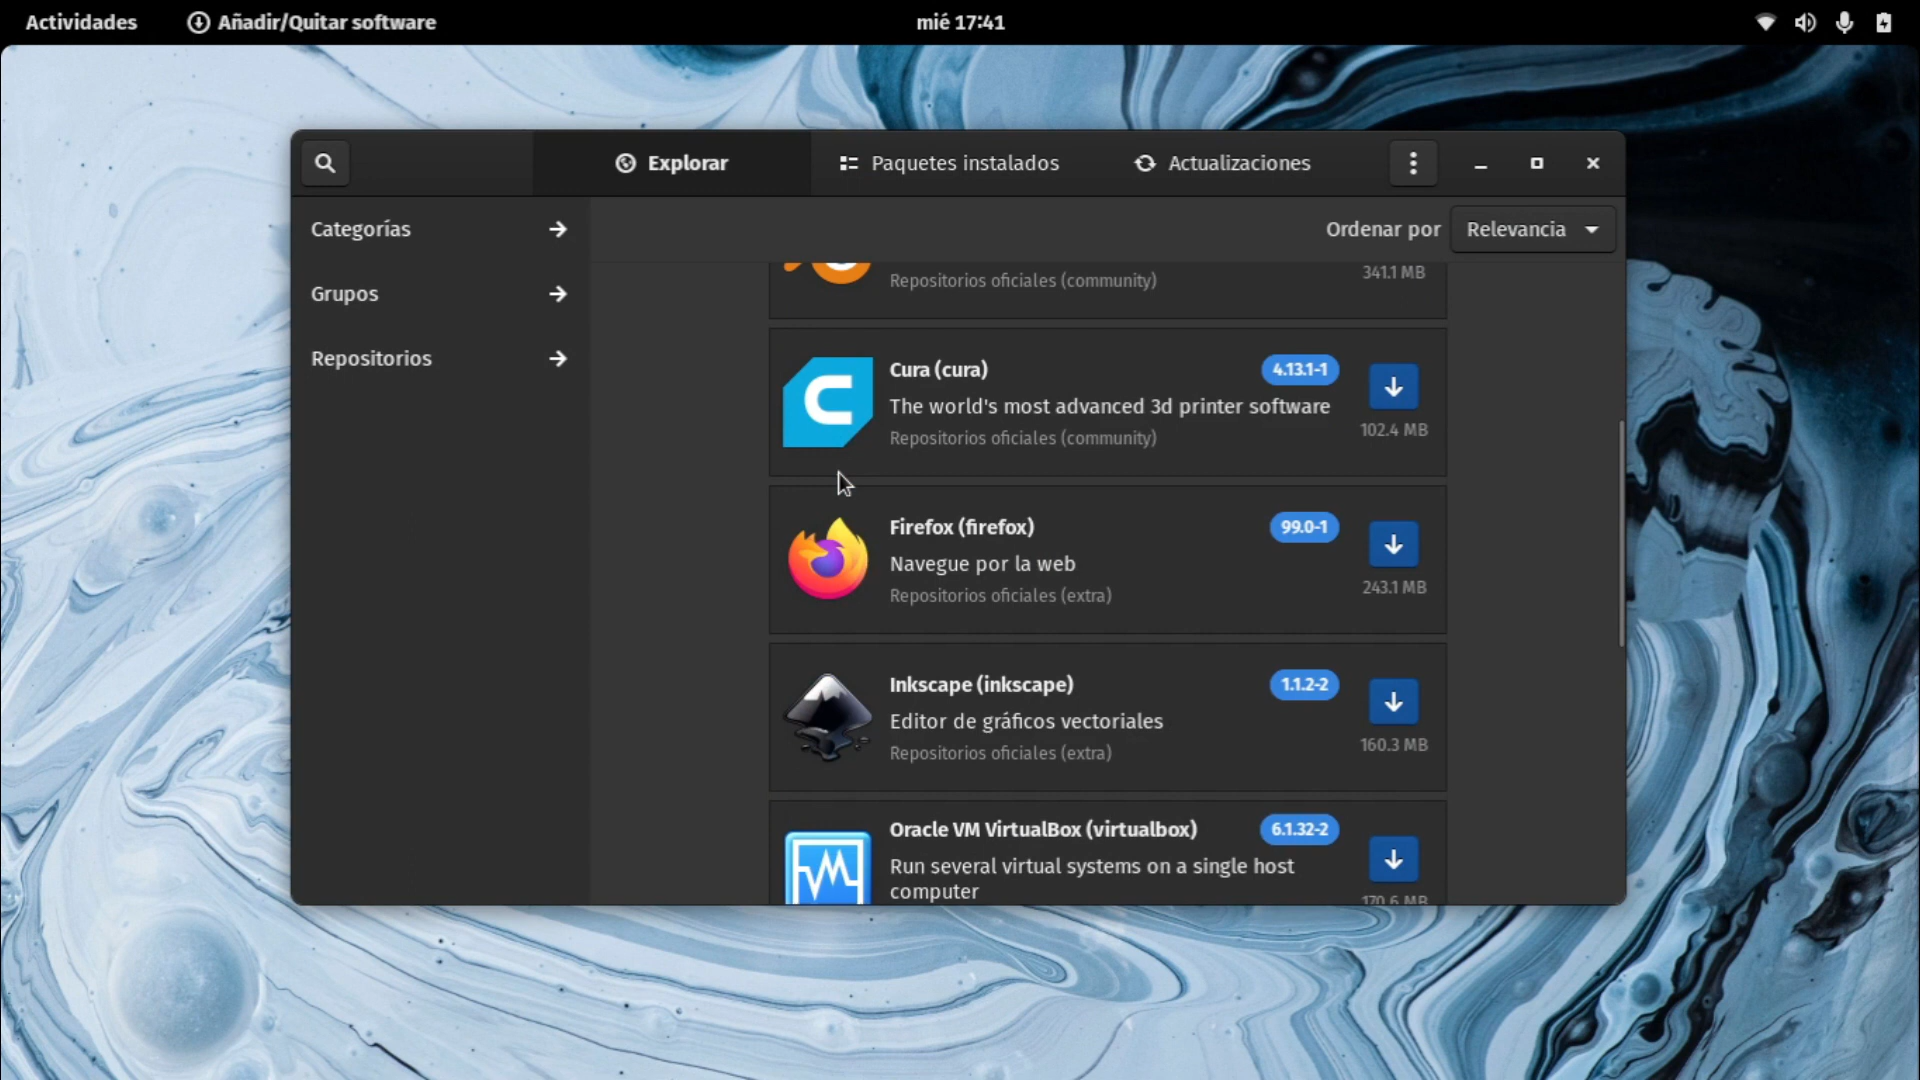 Actividades
Añadir/Quitar software
mié 17:41
Explorar
Paquetes instalados
Actualizaciones
Categorías
Grupos
Repositorios
Ordenar por
Relevancia
Repositorios oficiales (community)
341.1 MB
Cura (cura)
4.13.1-1
The world's most advanced 3d printer software
Repositorios oficiales (community)
102.4 MB
Firefox (firefox)
99.0-1
Navegue por la web
Repositorios oficiales (extra)
243.1 MB
Inkscape (inkscape)
1.1.2-2
Editor de gráficos vectoriales
Repositorios oficiales (extra)
160.3 MB
Oracle VM VirtualBox (virtualbox)
6.1.32-2
Run several virtual systems on a single host
computer
170.6 MB